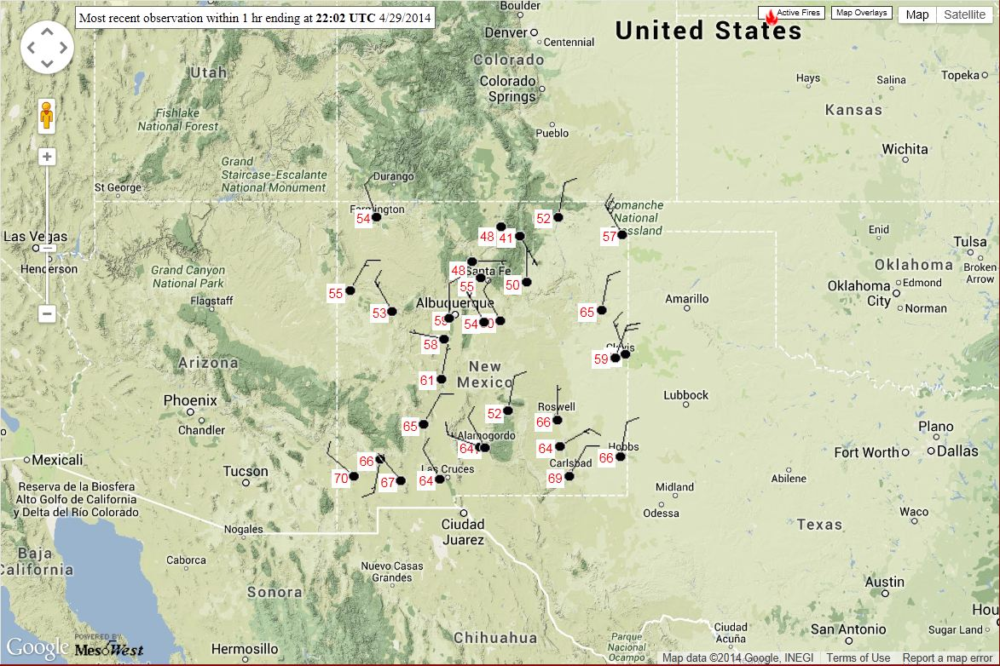 Most recent observation within 1 hr ending at 22:02 UTC 4/29/2014
Active Fires
Map Overlays
Map
Satellite
United States
Boulder
Denver
Centennial
Colorado
Colorado
Springs
Pueblo
Utah
Fishlake
National Forest
Grand
Staircase-Escalante
National Monument
St George
Durango
Hays
Salina
Topeka
Kansas
Wichita
Las Vegas
Henderson
Grand Canyon
National Park
Flagstaff
Farmington
54
48
41
52
57
Comanche
National
Grassland
Enid
Tulsa
Oklahoma
Broken
Arrow
Oklahoma
City
Edmond
Norman
48
Santa Fe
55
50
55
53
Albuquerque
59
54
65
Amarillo
58
Clovis
59
Arizona
61
New
Mexico
Phoenix
Chandler
65
52
Roswell
66
Lubbock
Alamogordo
64
64
Hobbs
66
Carlsbad
69
Plano
Fort Worth
Dallas
Mexicali
Tucson
70
66
67
Las Cruces
64
Abilene
Midland
Odessa
Reserva de la Biosfera
Alto Golfo de California
y Delta del Río Colorado
Nogales
Ciudad
Juarez
Waco
Texas
Baja
California
Caborca
Nuevo Casas
Grandes
Sonora
Austin
Hou
Sugar Land
San Antonio
Chihuahua
Ciudad
Acuña
Parque
Nacional
Ocampo
Hermosillo
Google
POWERED BY
MesoWest
Map data ©2014 Google, INEGI
Terms of Use
Report a map error